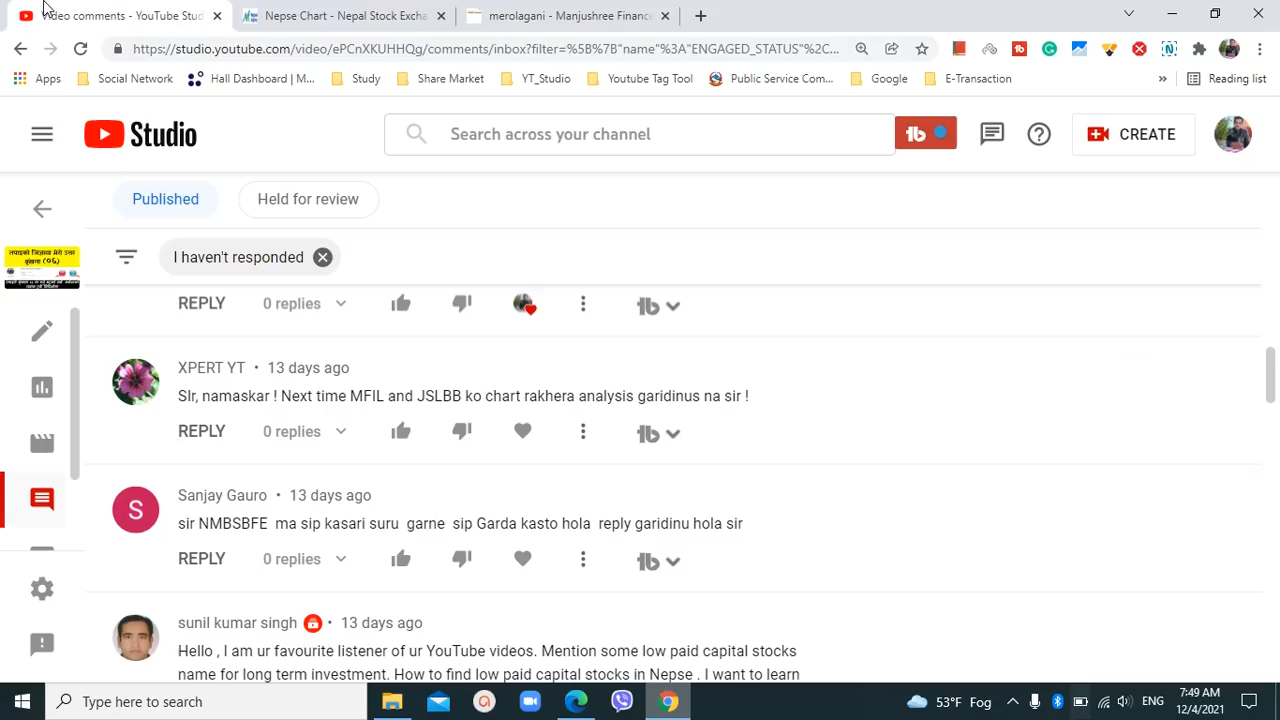 Video comments - YouTube Stud
Nepse Chart - Nepal Stock Excha
merolagani - Manjushree Finance
https://studio.youtube.com/video/ePCnXKUHHQg/comments/inbox?filter=%5B%7B"name"%3A"ENGAGED_STATUS"%2C...
Apps
Social Network
Hall Dashboard | M...
Study
Share Market
YT_Studio
Youtube Tag Tool
Public Service Com...
Google
E-Transaction
»
Reading list
Studio
Search across your channel
CREATE
Published
Held for review
तपाइको जिज्ञासा मेरो उत्तर
I haven't responded
REPLY 0 replies
XPERT YT • 13 days ago
SIr, namaskar ! Next time MFIL and JSLBB ko chart rakhera analysis garidinus na sir !
REPLY 0 replies
S
Sanjay Gauro • 13 days ago
sir NMBSBFE ma sip kasari suru garne sip Garda kasto hola reply garidinu hola sir
REPLY 0 replies
sunil kumar singh • 13 days ago
Hello , I am ur favourite listener of ur YouTube videos. Mention some low paid capital stocks
name for long term investment. How to find low paid capital stocks in Nepse . I want to learn
Type here to search
53°F Fog
ENG
7:49 AM
12/4/2021